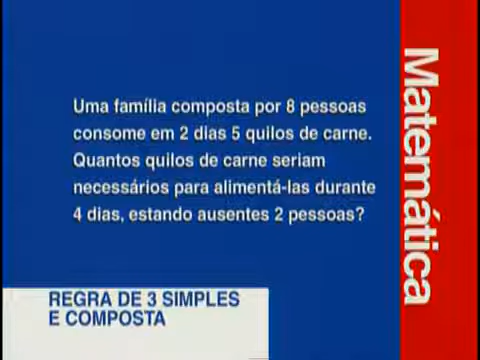 Uma família composta por 8 pessoas
consome em 2 dias 5 quilos de carne.
Quantos quilos de carne seriam
necessários para alimentá-las durante
4 dias, estando ausentes 2 pessoas?
Matemática
REGRA DE 3 SIMPLES
E COMPOSTA